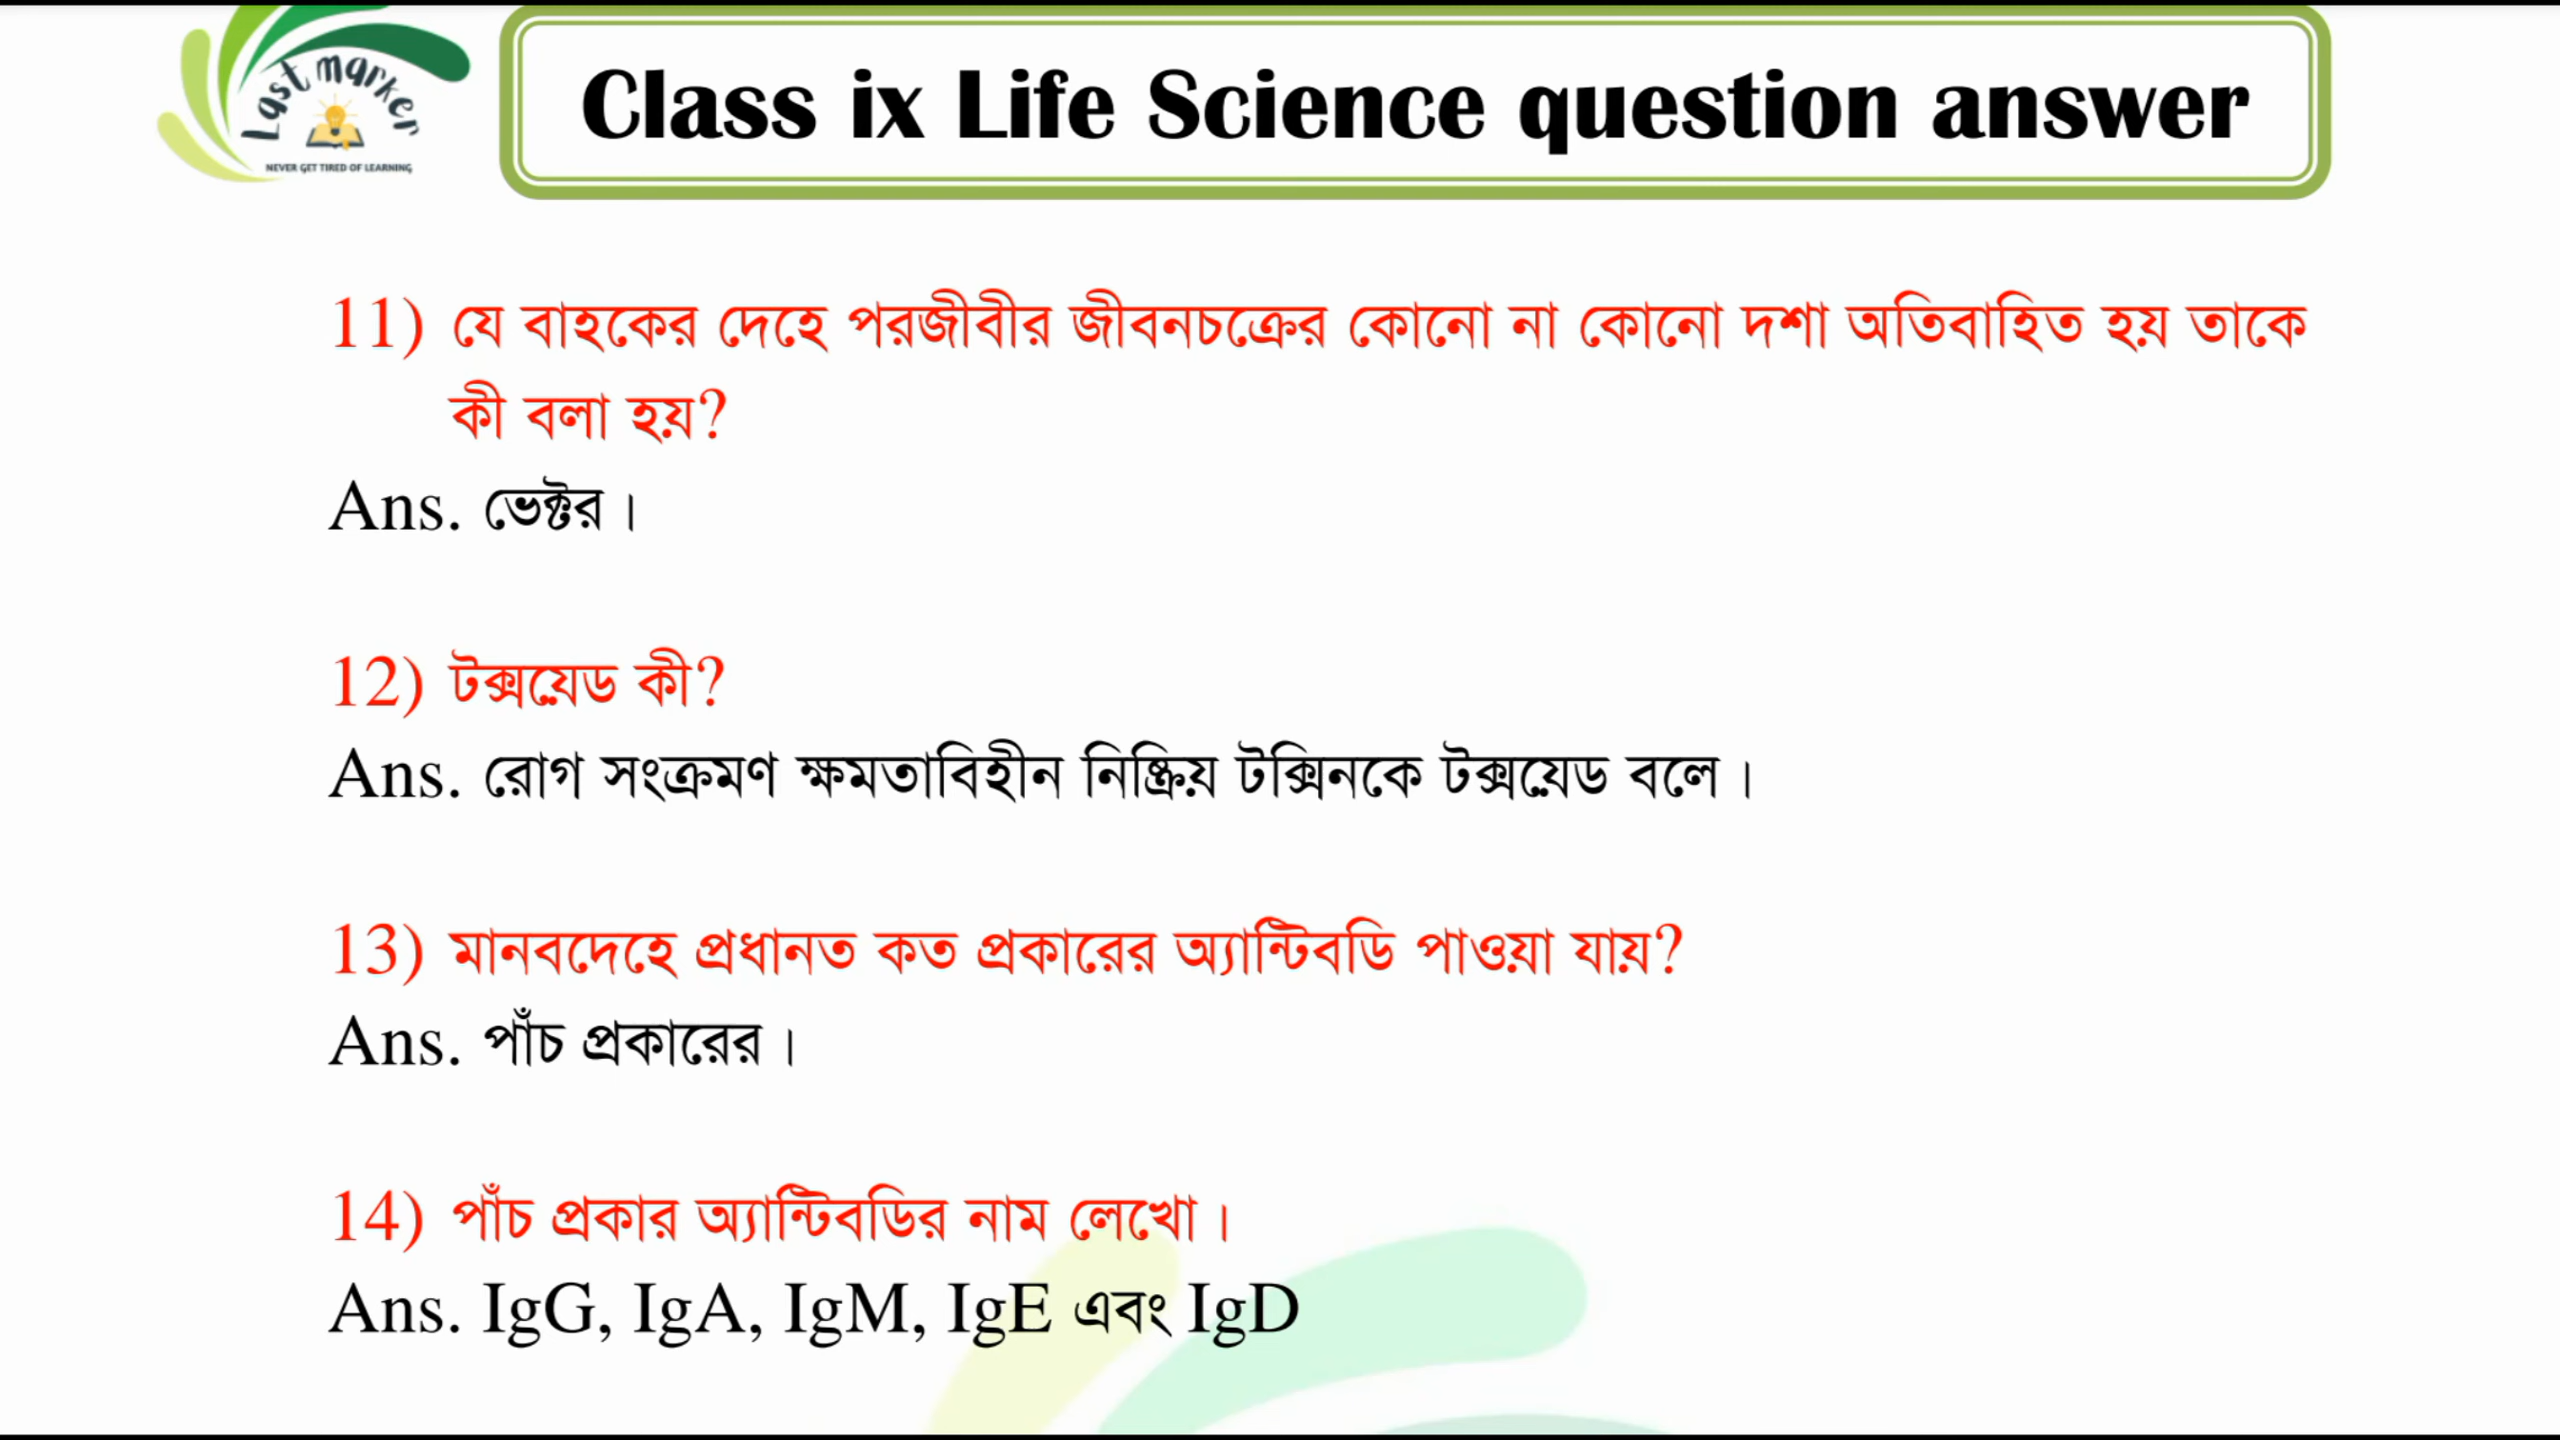 Last marker
NEVER GET TIRED OF LEARNING
Class ix Life Science question answer
11) যে বাহকের দেহে পরজীবীর জীবনচক্রের কোনো না কোনো দশা অতিবাহিত হয় তাকে
কী বলা হয়?
Ans. ভেক্টর।
12) টক্সয়েড কী?
Ans. রোগ সংক্রমণ ক্ষমতাবিহীন নিষ্ক্রিয় টক্সিনকে টক্সয়েড বলে।
13) মানবদেহে প্রধানত কত প্রকারের অ্যান্টিবডি পাওয়া যায়?
Ans. পাঁচ প্রকারের।
14) পাঁচ প্রকার অ্যান্টিবডির নাম লেখো।
Ans. IgG, IgA, IgM, IgE এবং IgD